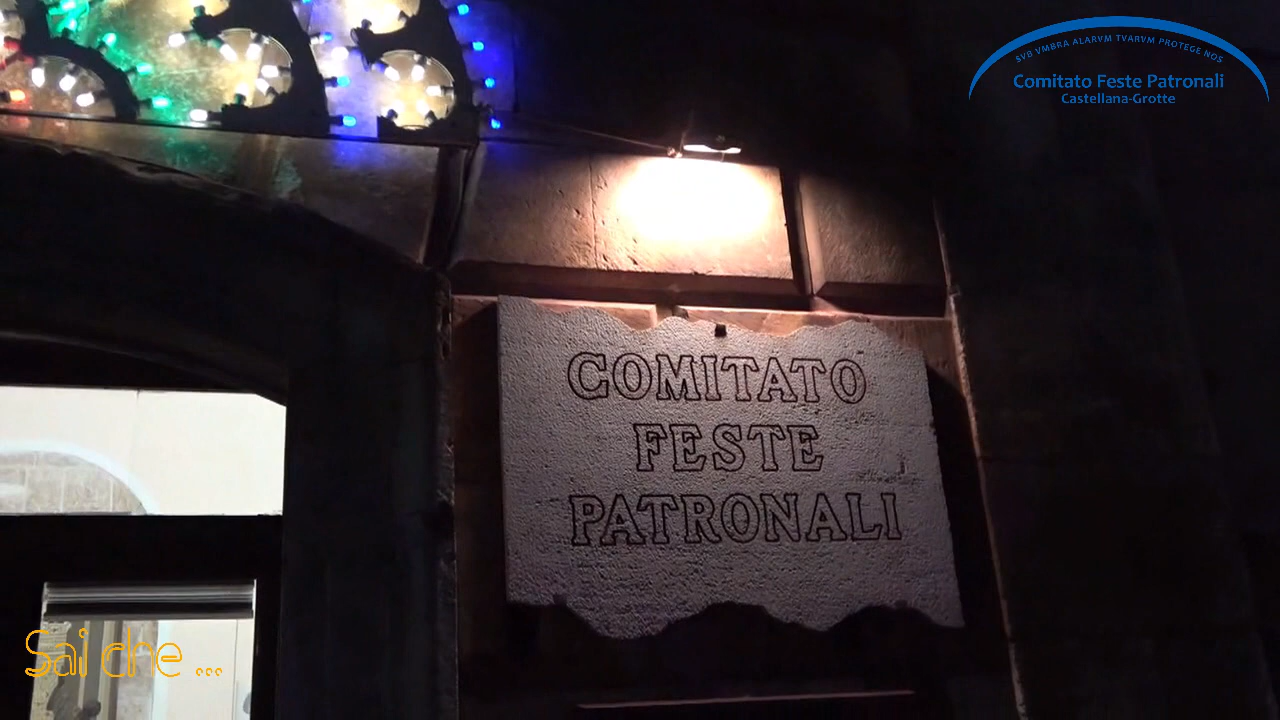 SVB VMBRA ALARVM TVARVM PROTEGE NOS
Comitato Feste Patronali
Castellana-Grotte
COMITATO
FESTE
PATRONALI
Sai che ...